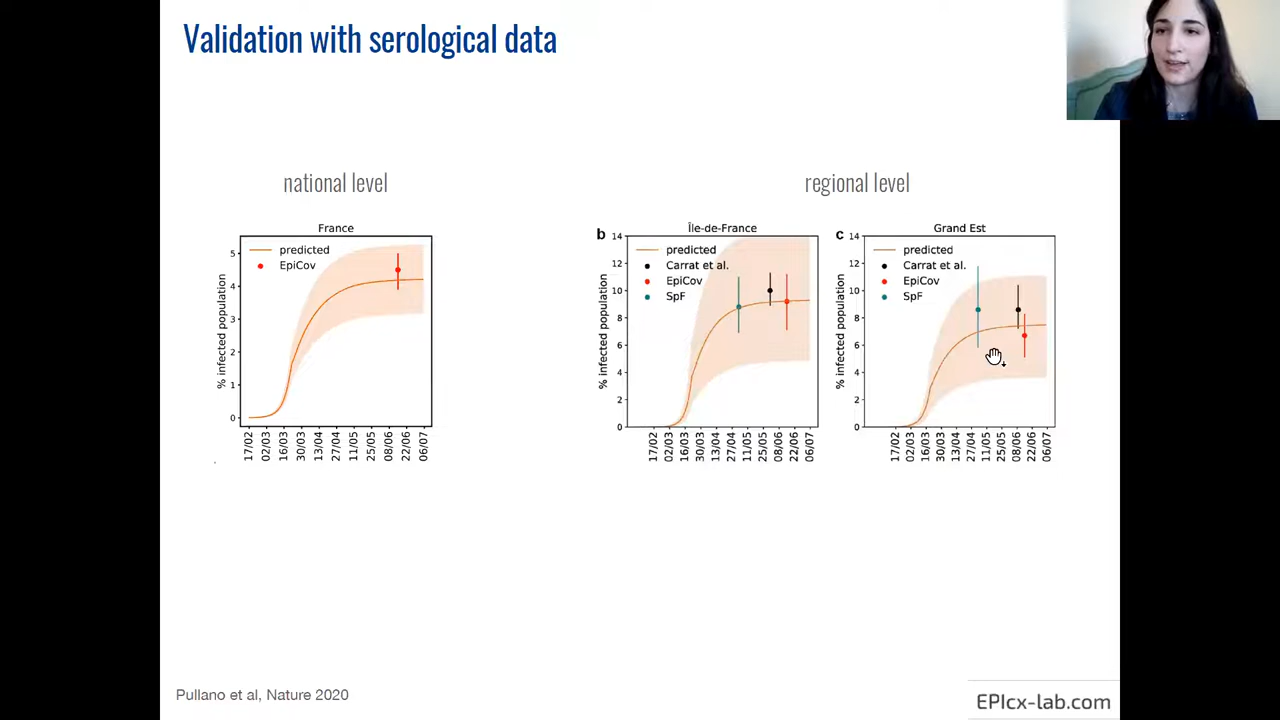 Validation with serological data
national level
regional level
France
predicted
EpiCov
% infected population
5
4
3
2
1
0
17/02
02/03
16/03
30/03
13/04
27/04
11/05
25/05
08/06
22/06
06/07
b
Île-de-France
predicted
Carrat et al.
EpiCov
SpF
% infected population
14
12
10
8
6
4
2
0
17/02
02/03
16/03
30/03
13/04
27/04
11/05
25/05
08/06
22/06
06/07
c
Grand Est
predicted
Carrat et al.
EpiCov
SpF
% infected population
14
12
10
8
6
4
2
0
17/02
02/03
16/03
30/03
13/04
27/04
11/05
25/05
08/06
22/06
06/07
Pullano et al, Nature 2020
EPIcx-lab.com